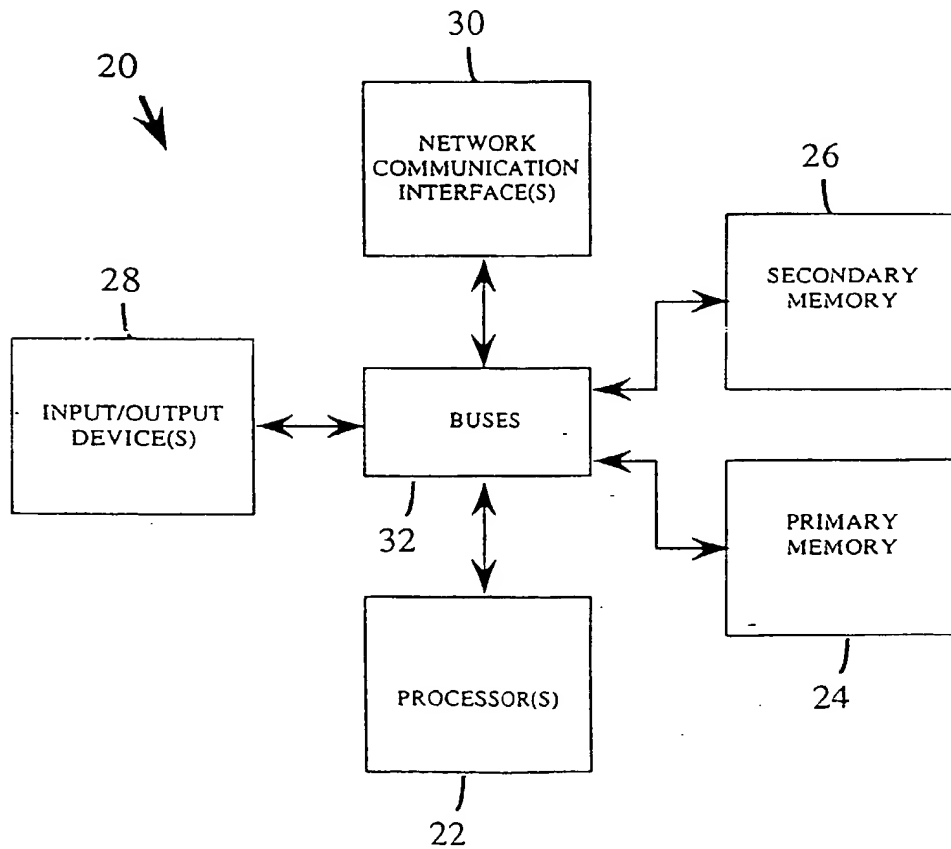 30
20
NETWORK
COMMUNICATION
INTERFACE(S)
26
SECONDARY
MEMORY
28
INPUT/OUTPUT
DEVICE(S)
BUSES
32
PRIMARY
MEMORY
24
PROCESSOR(S)
22